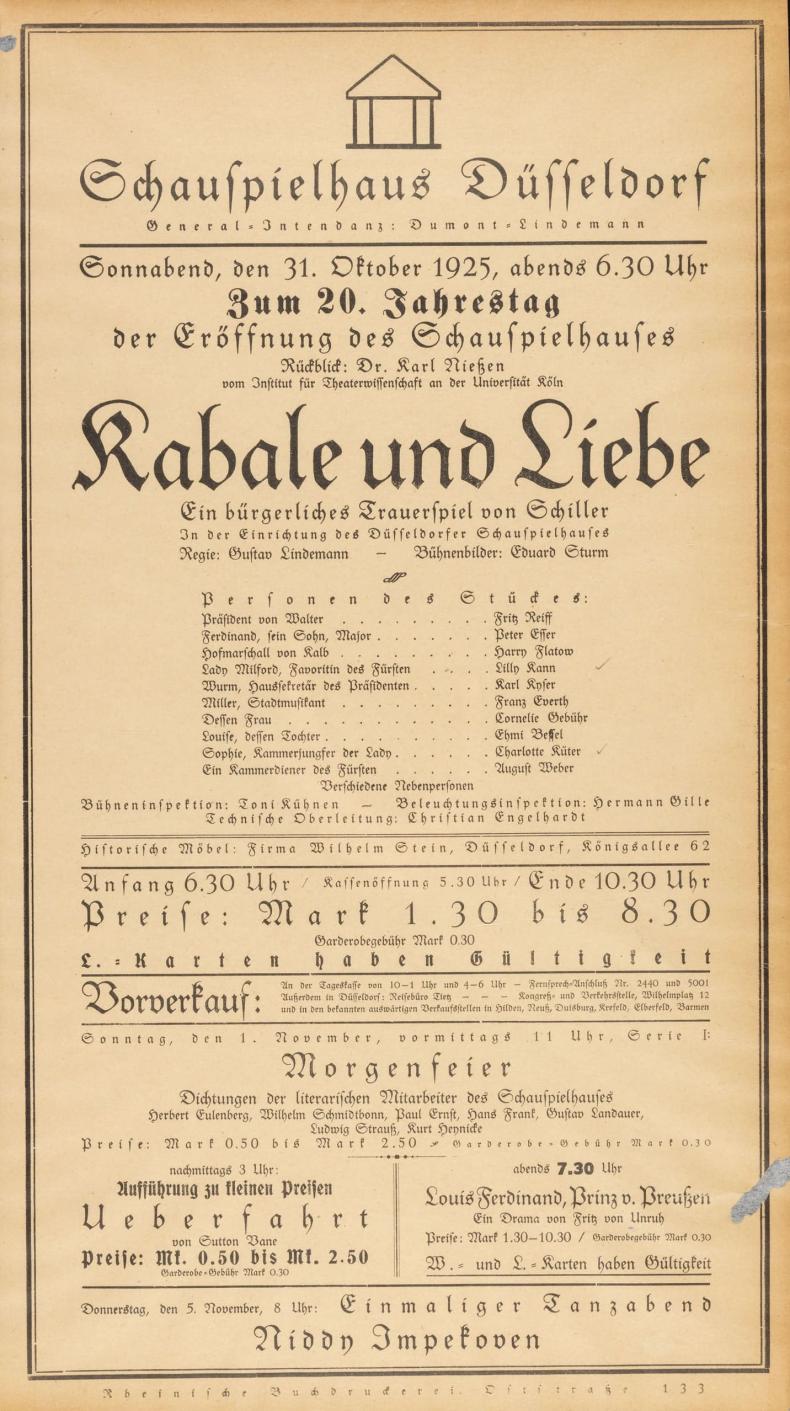 Schauspielhaus Düsseldorf
General-Intendanz: Dumont-Lindemann
Sonnabend, den 31. Oktober 1925, abends 6.30 Uhr
Zum 20. Jahrestag
der Eröffnung des Schauspielhauses
Rückblick: Dr. Karl Nießen
vom Institut für Theaterwissenschaft an der Universität Köln
Kabale und Liebe
Ein bürgerliches Trauerspiel von Schiller
In der Einrichtung des Düsseldorfer Schauspielhauses
Regie: Gustav Lindemann — Bühnenbilder: Eduard Sturm
Personen des Stückes:
Präsident von Walter . . . . . . . . . Fritz Reiff
Ferdinand, sein Sohn, Major . . . . . . . Peter Esser
Hofmarschall von Kalb . . . . . . . . . Harry Flatow
Lady Milford, Favoritin des Fürsten . . . . Lilly Kann
Wurm, Haussekretär des Präsidenten . . . . . Karl Kyser
Miller, Stadtmusikant . . . . . . . . Franz Everth
Dessen Frau . . . . . . . . . . . Cornelie Gebühr
Louise, dessen Tochter . . . . . . . . . Ehmi Bessel
Sophie, Kammerjungfer der Lady . . . . . . Charlotte Küter
Ein Kammerdiener des Fürsten . . . . . . August Weber
Verschiedene Nebenpersonen
Bühneninspektion: Toni Kühnen — Beleuchtungsinspektion: Hermann Gille
Technische Oberleitung: Christian Engelhardt
Historische Möbel: Firma Wilhelm Stein, Düsseldorf, Königsallee 62
Anfang 6.30 Uhr / Kassenöffnung 5.30 Uhr / Ende 10.30 Uhr
Preise: Mark 1.30 bis 8.30
Garderobegebühr Mark 0.30
L.-Karten haben Gültigkeit
Vorverkauf:
An der Tageskasse von 10—1 Uhr und 4—6 Uhr — Fernsprech-Anschluß Nr. 2440 und 5001
Außerdem in Düsseldorf: Reisebüro Tietz — — — Kongreß- und Verkehrsstelle, Wilhelmplatz 12
und in den bekannten auswärtigen Verkaufsstellen in Hilden, Neuß, Duisburg, Krefeld, Elberfeld, Barmen
Sonntag, den 1. November, vormittags 11 Uhr, Serie I:
Morgenfeier
Dichtungen der literarischen Mitarbeiter des Schauspielhauses
Herbert Eulenberg, Wilhelm Schmidtbonn, Paul Ernst, Hans Frank, Gustav Landauer,
Ludwig Strauß, Kurt Heynicke
Preise: Mark 0.50 bis Mark 2.50 Garderobe-Gebühr Mark 0.30
nachmittags 3 Uhr:
Aufführung zu kleinen Preisen
Ueberfahrt
von Sutton Vane
Preise: Mk. 0.50 bis Mk. 2.50
Garderobe-Gebühr Mark 0.30
abends 7.30 Uhr
Louis Ferdinand, Prinz v. Preußen
Ein Drama von Fritz von Unruh
Preise: Mark 1.30—10.30 / Garderobegebühr Mark 0.30
W.- und L.-Karten haben Gültigkeit
Donnerstag, den 5. November, 8 Uhr: Einmaliger Tanzabend
Niddy Impekoven
Rheinische Buchdruckerei, Oststraße 133